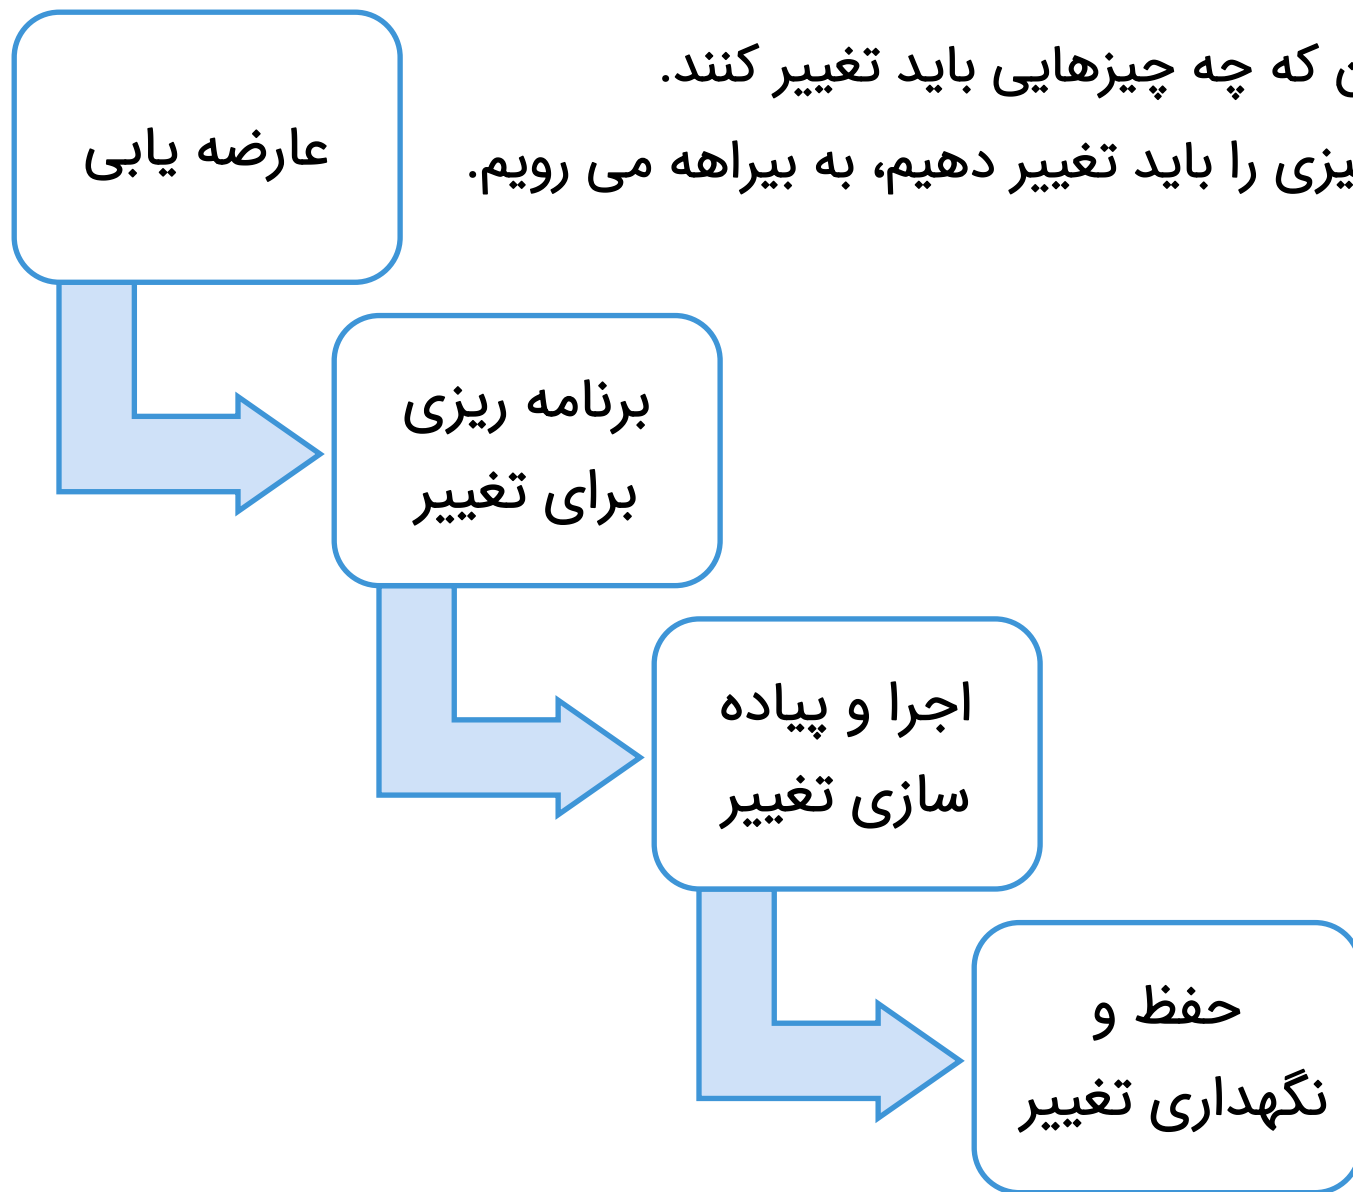 که چه چیزهایی باید تغییر کنند.
را باید تغییر دهیم، به بیراهه می رویم.
عارضه یابی
برنامه ریزی
برای تغییر
اجرا و پیاده
سازی تغییر
حفظ و
نگهداری تغییر